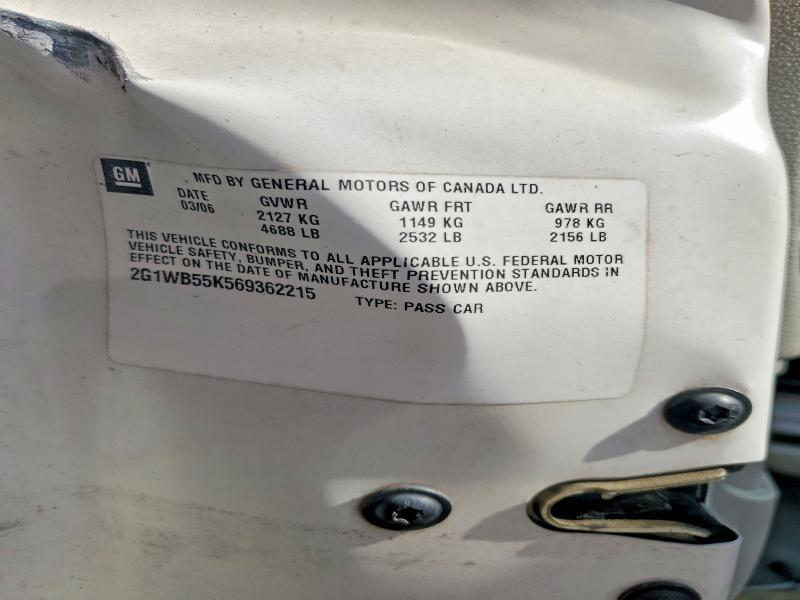 GM
MFD BY GENERAL MOTORS OF CANADA LTD.
DATE GVWR GAWR FRT GAWR RR
03/06 2127 KG 1149 KG 978 KG
4688 LB 2532 LB 2156 LB
THIS VEHICLE CONFORMS TO ALL APPLICABLE U.S. FEDERAL MOTOR
VEHICLE SAFETY, BUMPER, AND THEFT PREVENTION STANDARDS IN
EFFECT ON THE DATE OF MANUFACTURE SHOWN ABOVE.
2G1WB55K569362215 TYPE: PASS CAR